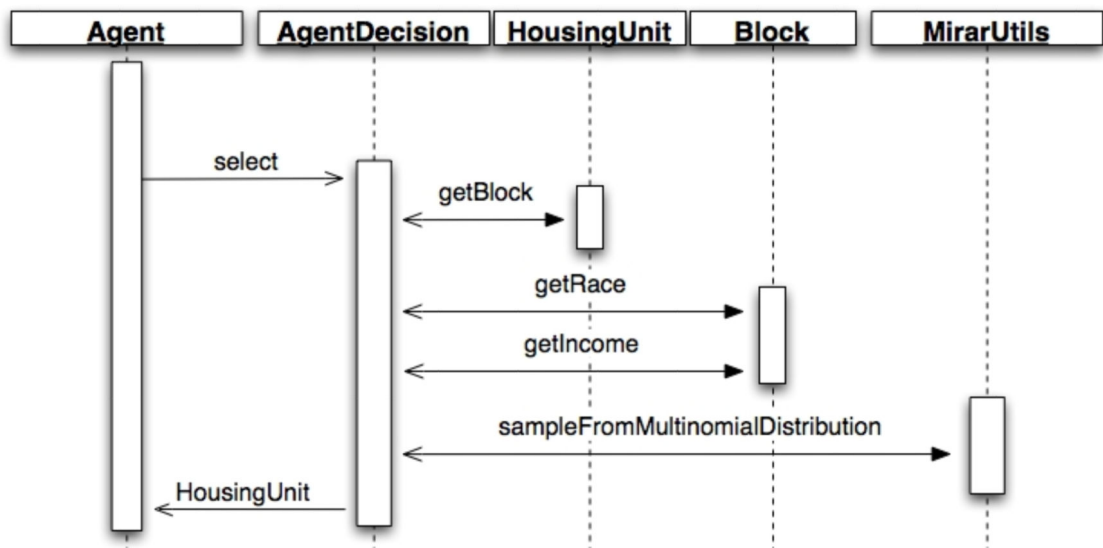 Agent AgentDecision HousingUnit Block MirarUtils
select
getBlock
getRace
getIncome
sampleFromMultinomialDistribution
HousingUnit